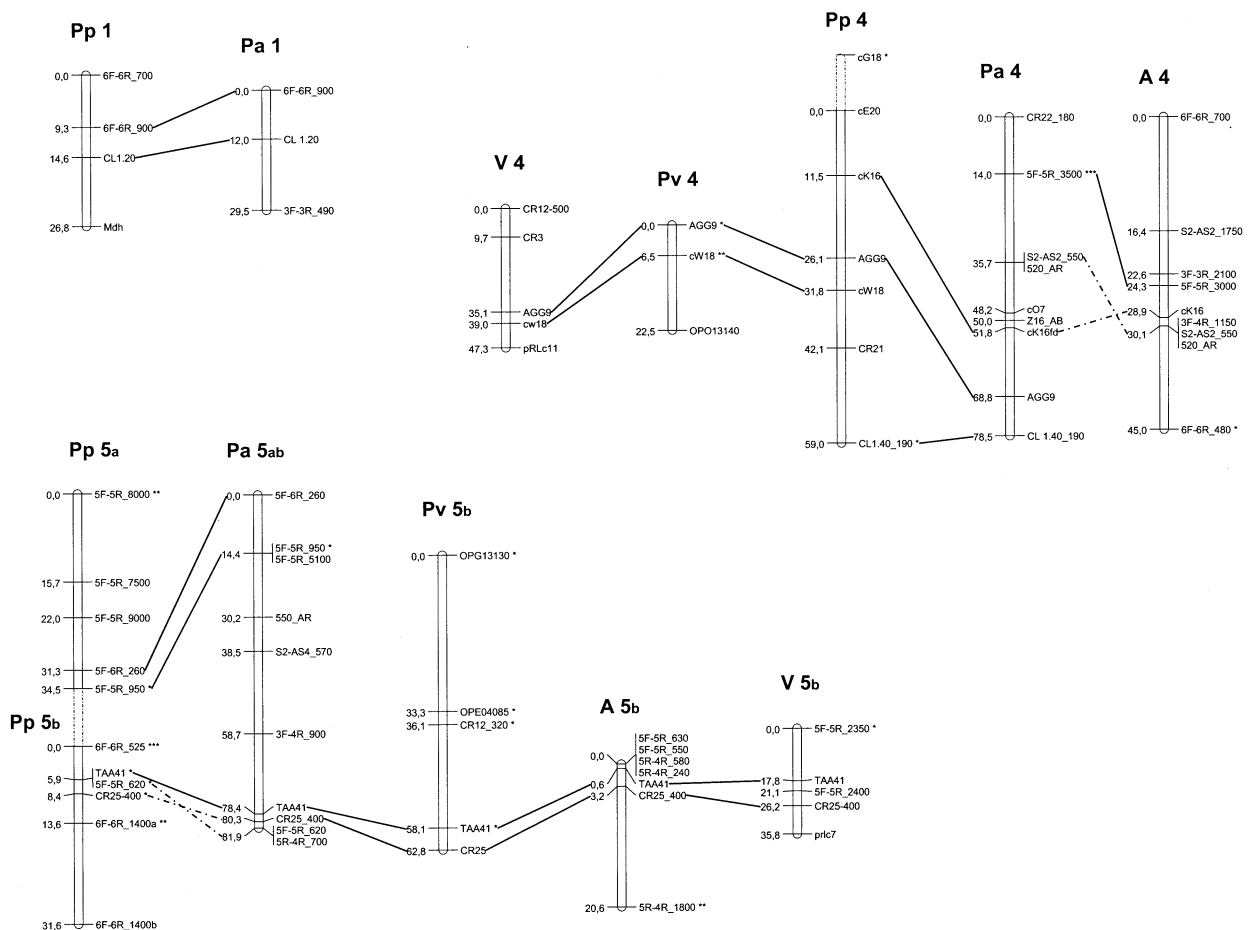 Pp 1
0,0 6F-6R_700
9,3 6F-6R_900
14,6 CL1.20
26,8 Mdh
Pa 1
0,0 6F-6R_900
12,0 CL 1.20
29,5 3F-3R_490
V 4
0,0 CR12-500
9,7 CR3
35,1 AGG9
39,0 cw18
47,3 pRLc11
Pv 4
0,0 AGG9 *
6,5 cW18 **
22,5 OPO13140
Pp 4
cG18 *
0,0 cE20
11,5 cK16
26,1 AGG9
31,8 cW18
42,1 CR21
59,0 CL1.40_190 *
Pa 4
0,0 CR22_180
14,0 5F-5R_3500 ***
35,7 S2-AS2_550
520_AR
48,2 cO7
50,0 Z16_AB
51,8 cK16fd
68,8 AGG9
78,5 CL 1.40_190
A 4
0,0 6F-6R_700
16,4 S2-AS2_1750
22,6 3F-3R_2100
24,3 5F-5R_3000
28,9 cK16
3F-4R_1150
30,1 S2-AS2_550
520_AR
45,0 6F-6R_480 *
Pp 5a
0,0 5F-5R_8000 **
15,7 5F-5R_7500
22,0 5F-5R_9000
31,3 5F-6R_260
34,5 5F-5R_950 *
Pp 5b
0,0 6F-6R_525 ***
TAA41 *
5,9 5F-5R_620
8,4 CR25-400 *
13,6 6F-6R_1400a **
31,6 6F-6R_1400b
Pa 5ab
0,0 5F-6R_260
14,4 5F-5R_950 *
5F-5R_5100
30,2 550_AR
38,5 S2-AS4_570
58,7 3F-4R_900
78,4 TAA41
80,3 CR25_400
81,9 5F-5R_620
5R-4R_700
Pv 5b
0,0 OPG13130 *
33,3 OPE04085 *
36,1 CR12_320 *
58,1 TAA41 *
62,8 CR25
A 5b
5F-5R_630
0,0 5F-5R_550
5R-4R_580
5R-4R_240
0,6 TAA41
3,2 CR25_400
20,6 5R-4R_1800 **
V 5b
0,0 5F-5R_2350 *
17,8 TAA41
21,1 5F-5R_2400
26,2 CR25-400
35,8 prlc7